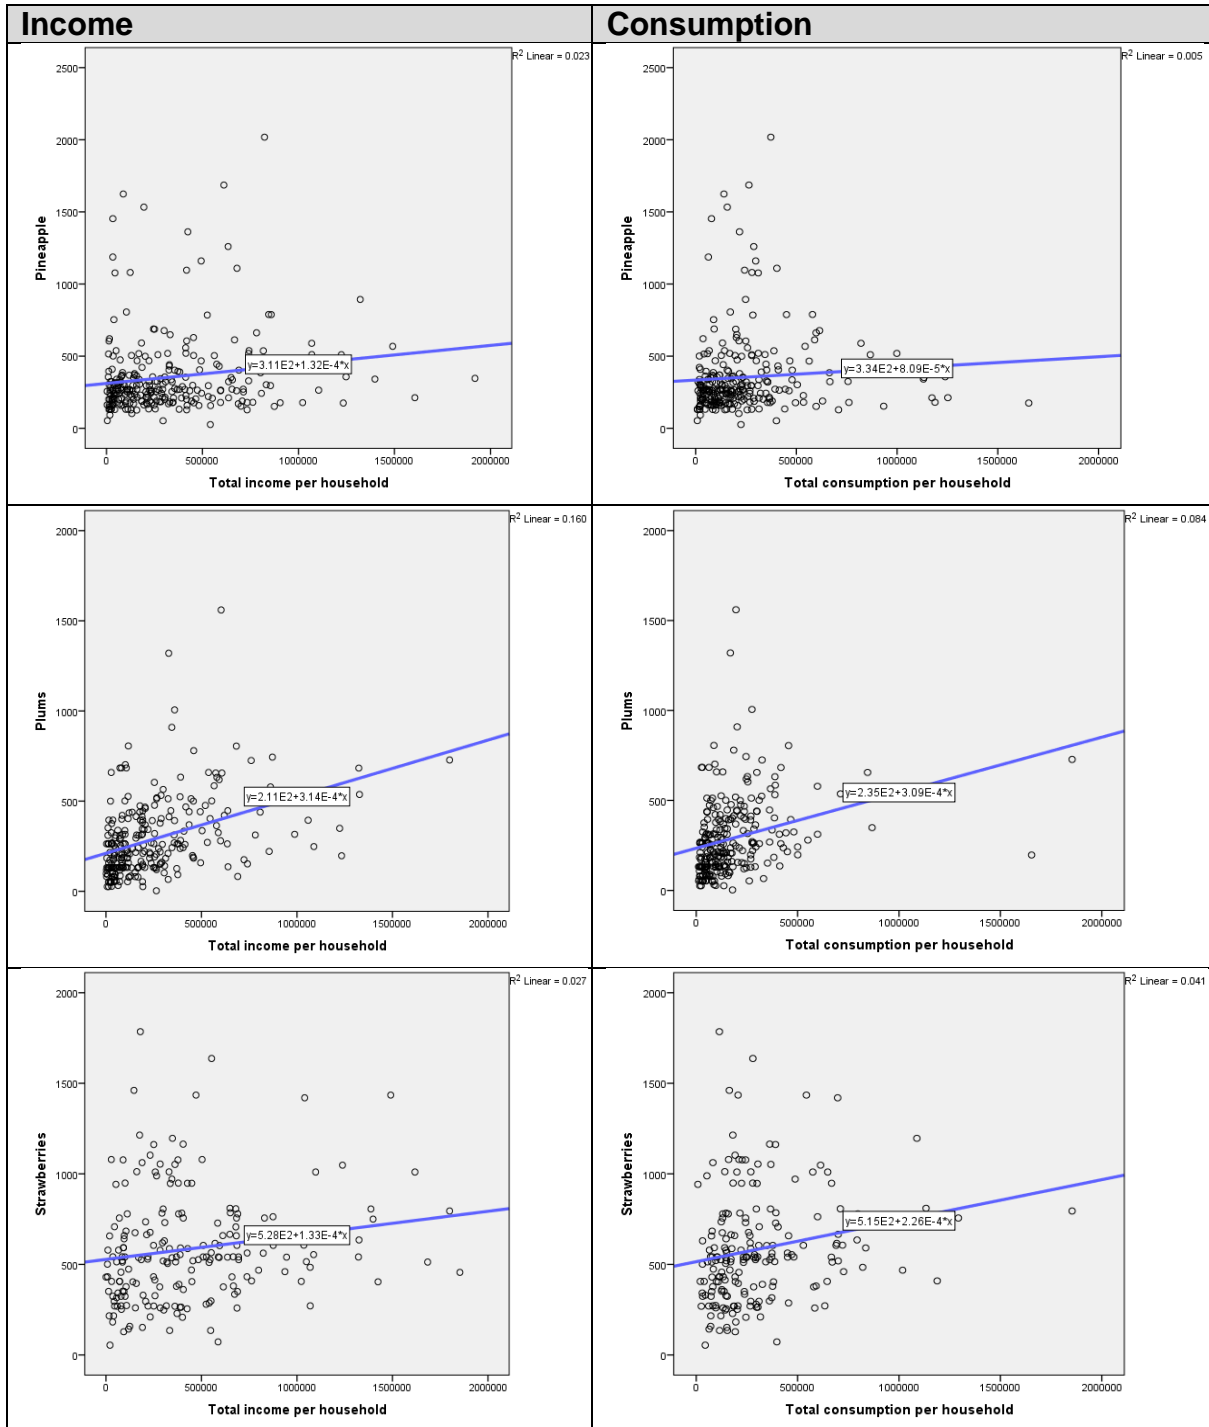 Income
Consumption
R² Linear = 0.023
2500
2000
1500
1000
500
0
Pineapple
y=3.11E2+1.32E-4*x
0 500000 1000000 1500000 2000000
Total income per household
R² Linear = 0.005
2500
2000
1500
1000
500
0
Pineapple
y=3.34E2+8.09E-5*x
0 500000 1000000 1500000 2000000
Total consumption per household
R² Linear = 0.160
2000
1500
1000
500
0
Plums
y=2.11E2+3.14E-4*x
0 500000 1000000 1500000 2000000
Total income per household
R² Linear = 0.084
2000
1500
1000
500
0
Plums
y=2.35E2+3.09E-4*x
0 500000 1000000 1500000 2000000
Total consumption per household
R² Linear = 0.027
2000
1500
1000
500
0
Strawberries
y=5.28E2+1.33E-4*x
0 500000 1000000 1500000 2000000
Total income per household
R² Linear = 0.041
2000
1500
1000
500
0
Strawberries
y=5.15E2+2.26E-4*x
0 500000 1000000 1500000 2000000
Total consumption per household